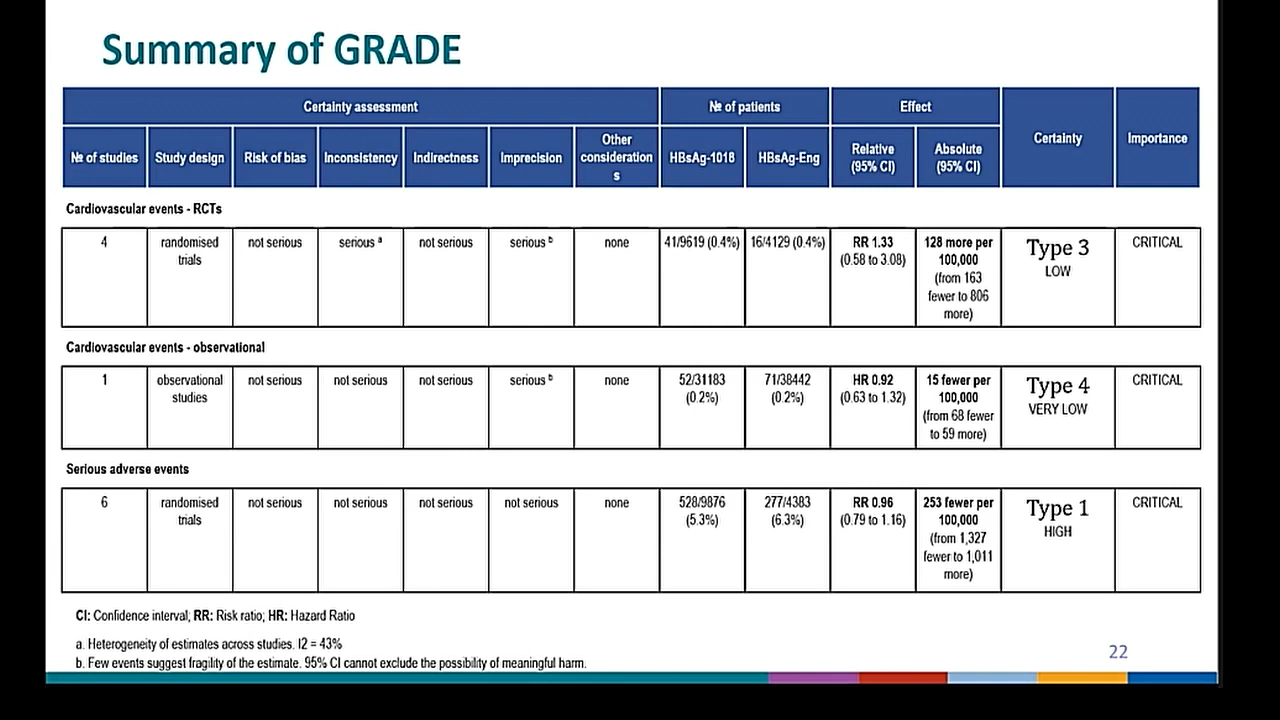 Summary of GRADE
Certainty assessment
№ of patients
Effect
Certainty
Importance
№ of studies
Study design
Risk of bias
Inconsistency
Indirectness
Imprecision
Other
consideration
s
HBsAg-1018
HBsAg-Eng
Relative
(95% CI)
Absolute
(95% CI)
Cardiovascular events - RCTs
4
randomised
trials
not serious
serious ᵃ
not serious
serious ᵇ
none
41/9619 (0.4%)
16/4129 (0.4%)
RR 1.33
(0.58 to 3.08)
128 more per
100,000
(from 163
fewer to 806
more)
Type 3
LOW
CRITICAL
Cardiovascular events - observational
1
observational
studies
not serious
not serious
not serious
serious ᵇ
none
52/31183
(0.2%)
71/38442
(0.2%)
HR 0.92
(0.63 to 1.32)
15 fewer per
100,000
(from 68 fewer
to 59 more)
Type 4
VERY LOW
CRITICAL
Serious adverse events
6
randomised
trials
not serious
not serious
not serious
not serious
none
528/9876
(5.3%)
277/4383
(6.3%)
RR 0.96
(0.79 to 1.16)
253 fewer per
100,000
(from 1,327
fewer to 1,011
more)
Type 1
HIGH
CRITICAL
CI: Confidence interval; RR: Risk ratio; HR: Hazard Ratio
a. Heterogeneity of estimates across studies. I2 = 43%
b. Few events suggest fragility of the estimate. 95% CI cannot exclude the possibility of meaningful harm.
22